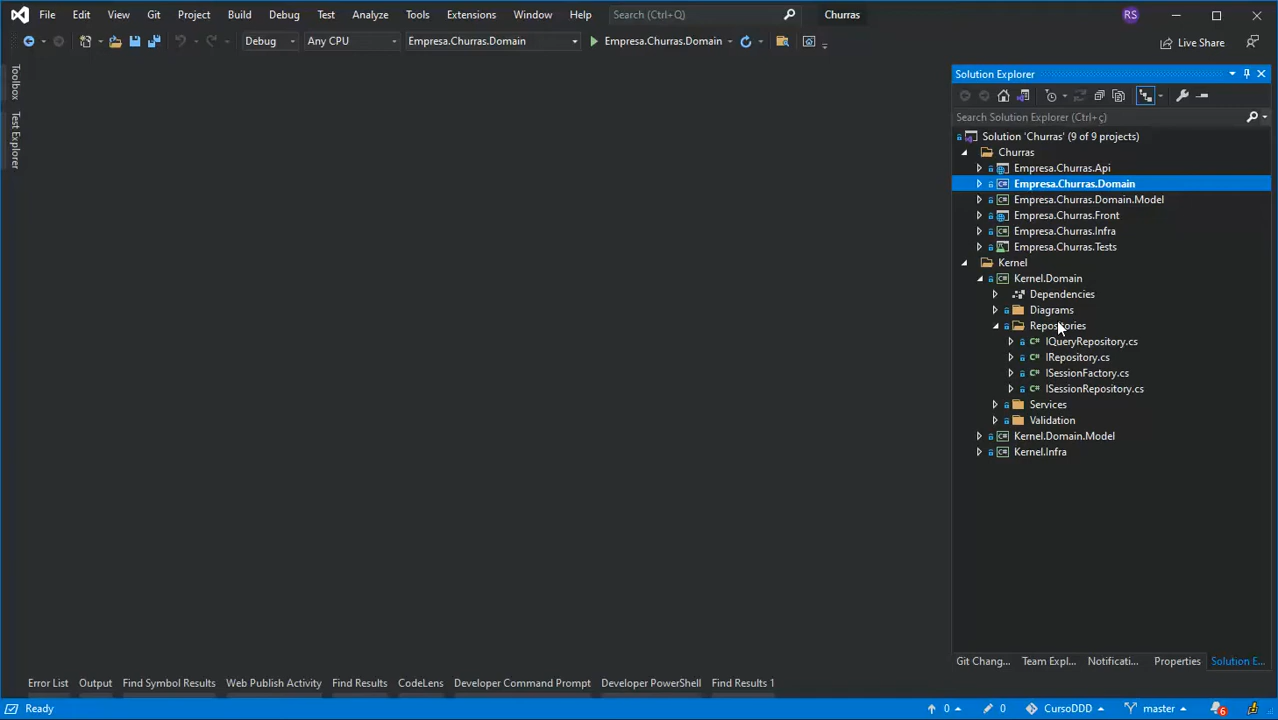 File Edit View Git Project Build Debug Test Analyze Tools Extensions Window Help Search (Ctrl+Q) Churras RS
Debug Any CPU Empresa.Churras.Domain Empresa.Churras.Domain Live Share
Toolbox
Test Explorer
Solution Explorer
Search Solution Explorer (Ctrl+ç)
Solution 'Churras' (9 of 9 projects)
Churras
Empresa.Churras.Api
Empresa.Churras.Domain
Empresa.Churras.Domain.Model
Empresa.Churras.Front
Empresa.Churras.Infra
Empresa.Churras.Tests
Kernel
Kernel.Domain
Dependencies
Diagrams
Repositories
IQueryRepository.cs
IRepository.cs
ISessionFactory.cs
ISessionRepository.cs
Services
Validation
Kernel.Domain.Model
Kernel.Infra
Git Chang... Team Expl... Notificati... Properties Solution E...
Error List Output Find Symbol Results Web Publish Activity Find Results CodeLens Developer Command Prompt Developer PowerShell Find Results 1
Ready 0 0 CursoDDD master 6